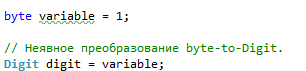 byte variable = 1;
// Неявное преобразование byte-to-Digit.
Digit digit = variable;